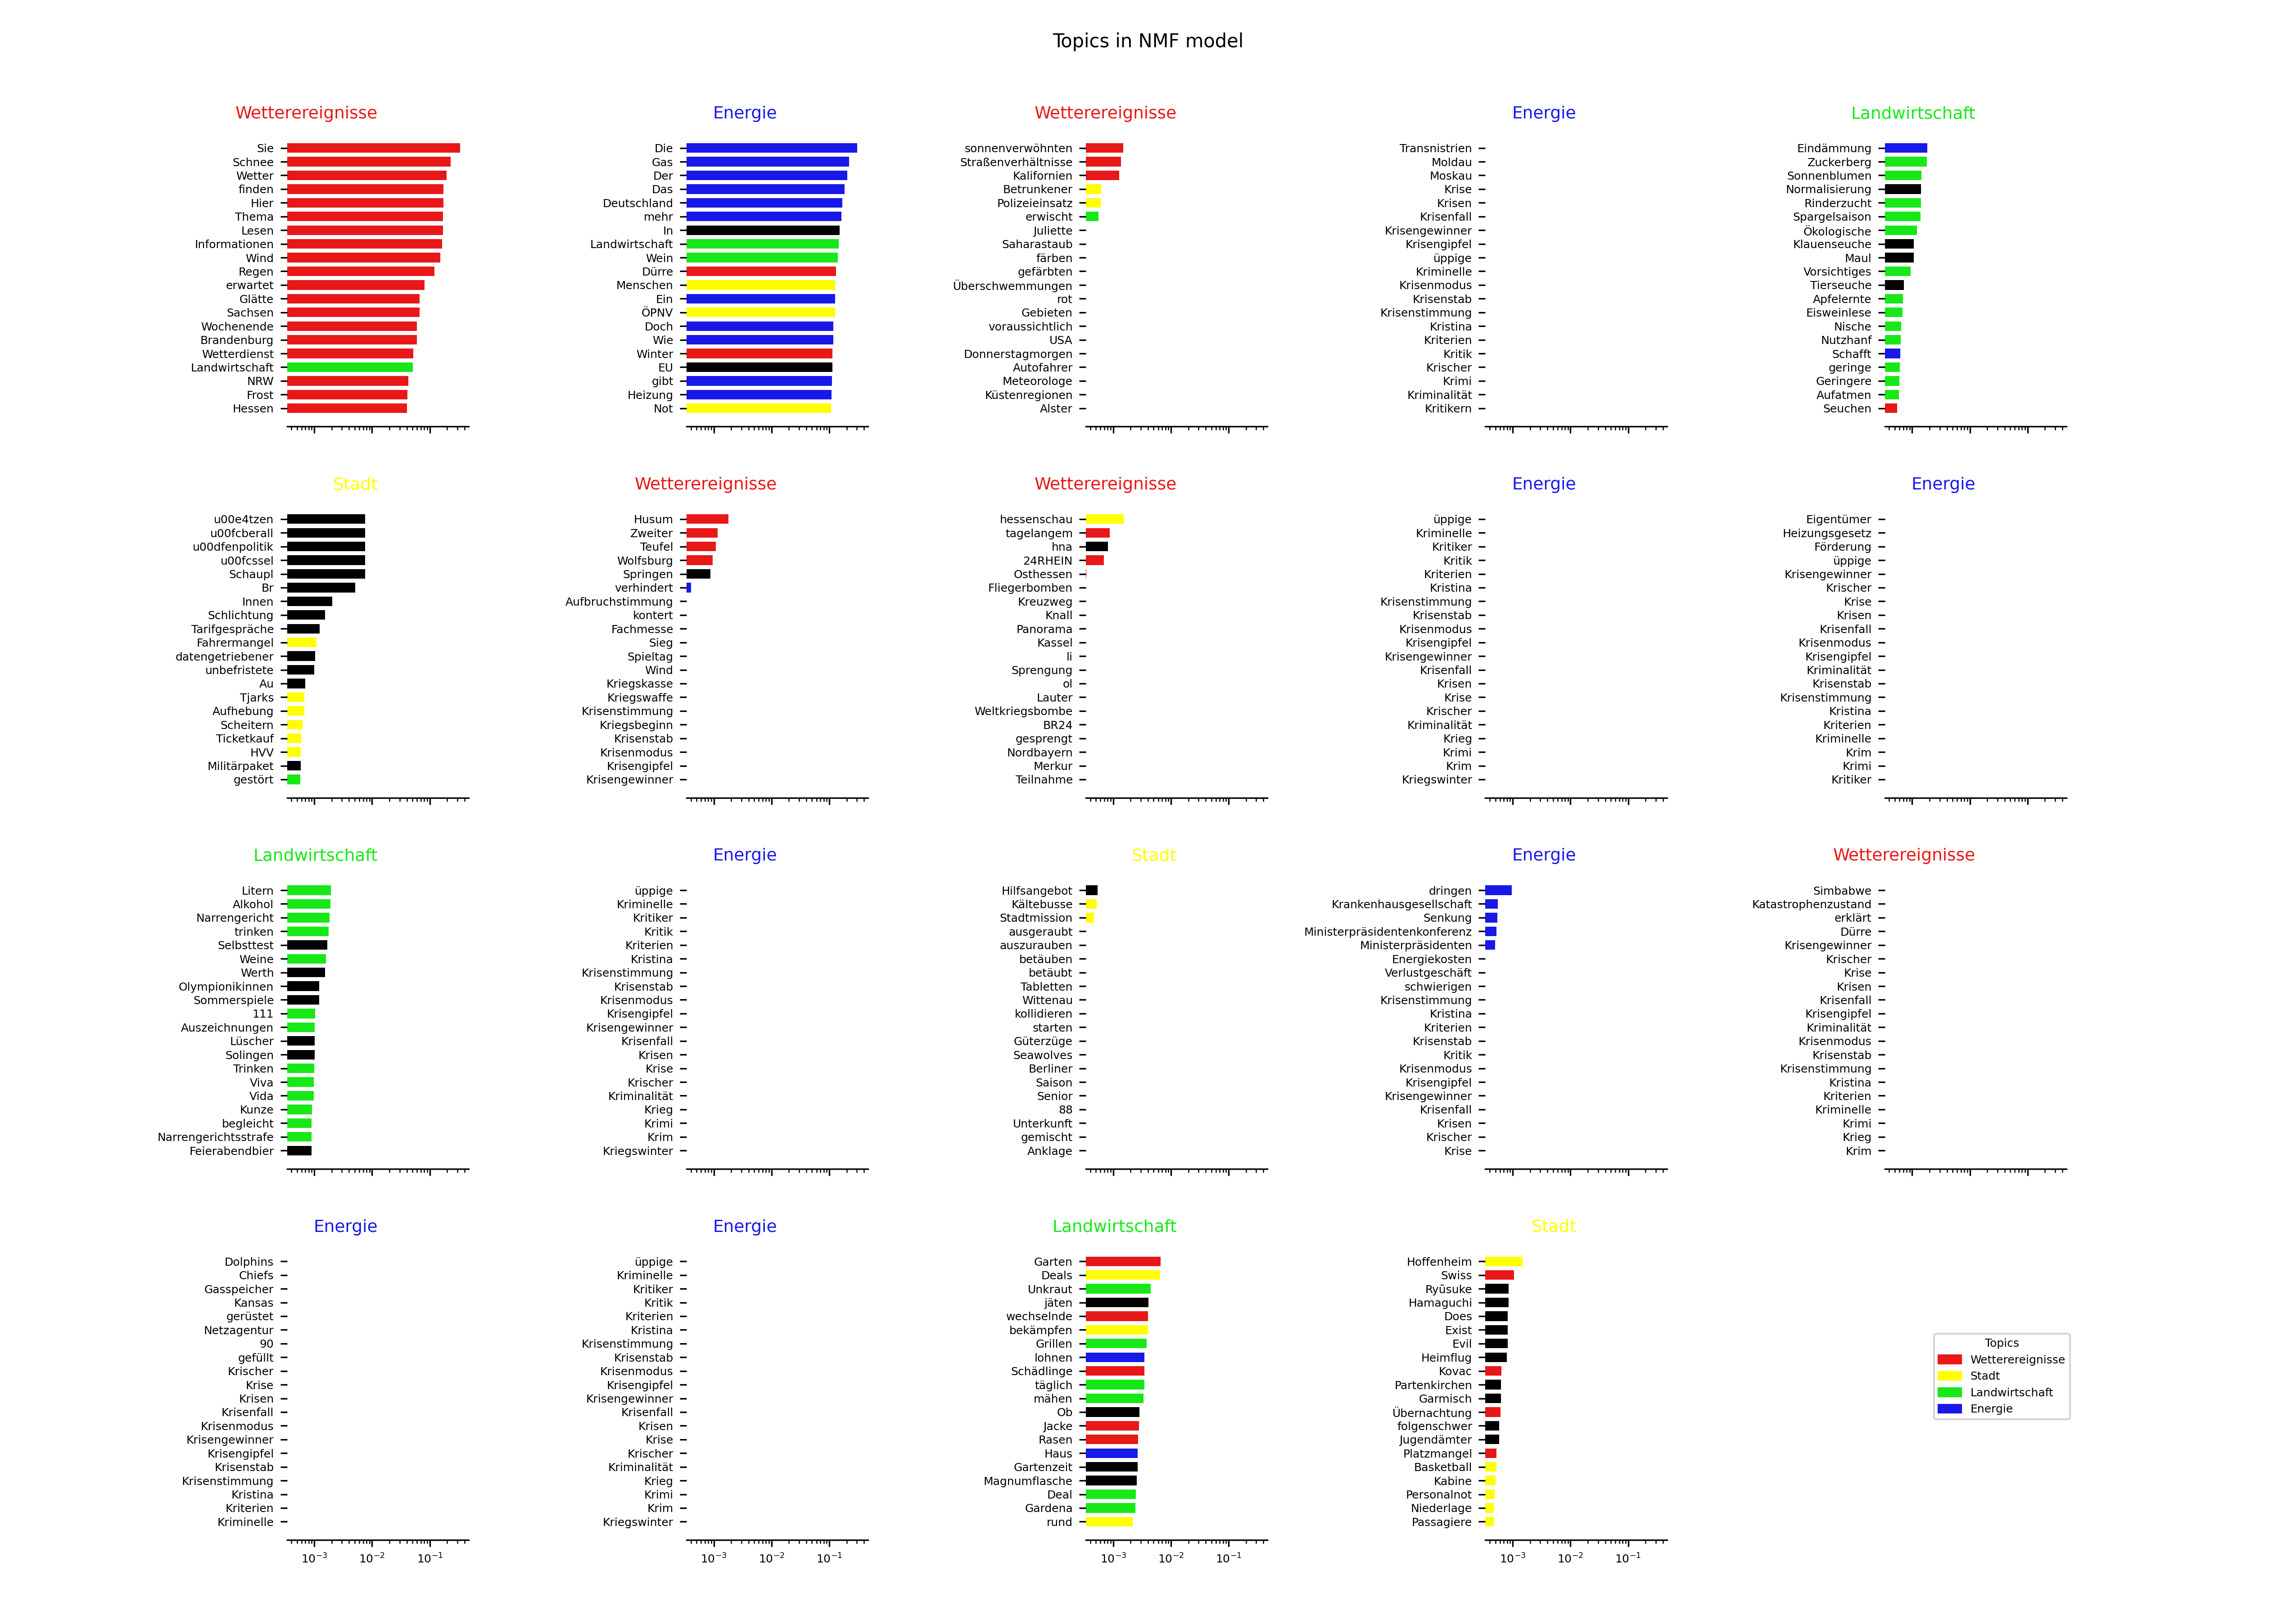 Topics in NMF model
Wetterereignisse
Sie
Schnee
Wetter
finden
Hier
Thema
Lesen
Informationen
Wind
Regen
erwartet
Glätte
Sachsen
Wochenende
Brandenburg
Wetterdienst
Landwirtschaft
NRW
Frost
Hessen
Energie
Die
Gas
Der
Das
Deutschland
mehr
In
Landwirtschaft
Wein
Dürre
Menschen
Ein
ÖPNV
Doch
Wie
Winter
EU
gibt
Heizung
Not
Wetterereignisse
sonnenverwöhnten
Straßenverhältnisse
Kalifornien
Betrunkener
Polizeieinsatz
erwischt
Juliette
Saharastaub
färben
gefärbten
Überschwemmungen
rot
Gebieten
voraussichtlich
USA
Donnerstagmorgen
Autofahrer
Meteorologe
Küstenregionen
Alster
Energie
Transnistrien
Moldau
Moskau
Krise
Krisen
Krisenfall
Krisengewinner
Krisengipfel
üppige
Kriminelle
Krisenmodus
Krisenstab
Krisenstimmung
Kristina
Kriterien
Kritik
Krischer
Krimi
Kriminalität
Kritikern
Landwirtschaft
Eindämmung
Zuckerberg
Sonnenblumen
Normalisierung
Rinderzucht
Spargelsaison
Ökologische
Klauenseuche
Maul
Vorsichtiges
Tierseuche
Apfelernte
Eisweinlese
Nische
Nutzhanf
Schafft
geringe
Geringere
Aufatmen
Seuchen
Stadt
u00e4tzen
u00fcberall
u00dfenpolitik
u00fcssel
Schaupl
Br
Innen
Schlichtung
Tarifgespräche
Fahrermangel
datengetriebener
unbefristete
Au
Tjarks
Aufhebung
Scheitern
Ticketkauf
HVV
Militärpaket
gestört
Wetterereignisse
Husum
Zweiter
Teufel
Wolfsburg
Springen
verhindert
Aufbruchstimmung
kontert
Fachmesse
Sieg
Spieltag
Wind
Kriegskasse
Kriegswaffe
Krisenstimmung
Kriegsbeginn
Krisenstab
Krisenmodus
Krisengipfel
Krisengewinner
Wetterereignisse
hessenschau
tagelangem
hna
24RHEIN
Osthessen
Fliegerbomben
Kreuzweg
Knall
Panorama
Kassel
li
Sprengung
ol
Lauter
Weltkriegsbombe
BR24
gesprengt
Nordbayern
Merkur
Teilnahme
Energie
üppige
Kriminelle
Kritiker
Kritik
Kriterien
Kristina
Krisenstimmung
Krisenstab
Krisenmodus
Krisengipfel
Krisengewinner
Krisenfall
Krisen
Krise
Krischer
Kriminalität
Krieg
Krimi
Krim
Kriegswinter
Energie
Eigentümer
Heizungsgesetz
Förderung
üppige
Krisengewinner
Krischer
Krise
Krisen
Krisenfall
Krisenmodus
Krisengipfel
Kriminalität
Krisenstab
Krisenstimmung
Kristina
Kriterien
Kriminelle
Krim
Krimi
Kritiker
Landwirtschaft
Litern
Alkohol
Narrengericht
trinken
Selbsttest
Weine
Werth
Olympionikinnen
Sommerspiele
111
Auszeichnungen
Lüscher
Solingen
Trinken
Viva
Vida
Kunze
begleicht
Narrengerichtsstrafe
Feierabendbier
Energie
üppige
Kriminelle
Kritiker
Kritik
Kriterien
Kristina
Krisenstimmung
Krisenstab
Krisenmodus
Krisengipfel
Krisengewinner
Krisenfall
Krisen
Krise
Krischer
Kriminalität
Krieg
Krimi
Krim
Kriegswinter
Stadt
Hilfsangebot
Kältebusse
Stadtmission
ausgeraubt
auszurauben
betäuben
betäubt
Tabletten
Wittenau
kollidieren
starten
Güterzüge
Seawolves
Berliner
Saison
Senior
88
Unterkunft
gemischt
Anklage
Energie
dringen
Krankenhausgesellschaft
Senkung
Ministerpräsidentenkonferenz
Ministerpräsidenten
Energiekosten
Verlustgeschäft
schwierigen
Krisenstimmung
Kristina
Kriterien
Krisenstab
Kritik
Krisenmodus
Krisengipfel
Krisengewinner
Krisenfall
Krisen
Krischer
Krise
Wetterereignisse
Simbabwe
Katastrophenzustand
erklärt
Dürre
Krisengewinner
Krischer
Krise
Krisen
Krisenfall
Krisengipfel
Kriminalität
Krisenmodus
Krisenstab
Krisenstimmung
Kristina
Kriterien
Kriminelle
Krimi
Krieg
Krim
Energie
Dolphins
Chiefs
Gasspeicher
Kansas
gerüstet
Netzagentur
90
gefüllt
Krischer
Krise
Krisen
Krisenfall
Krisenmodus
Krisengewinner
Krisengipfel
Krisenstab
Krisenstimmung
Kristina
Kriterien
Kriminelle
10⁻³ 10⁻² 10⁻¹
Energie
üppige
Kriminelle
Kritiker
Kritik
Kriterien
Kristina
Krisenstimmung
Krisenstab
Krisenmodus
Krisengipfel
Krisengewinner
Krisenfall
Krisen
Krise
Krischer
Kriminalität
Krieg
Krimi
Krim
Kriegswinter
10⁻³ 10⁻² 10⁻¹
Landwirtschaft
Garten
Deals
Unkraut
jäten
wechselnde
bekämpfen
Grillen
lohnen
Schädlinge
täglich
mähen
Ob
Jacke
Rasen
Haus
Gartenzeit
Magnumflasche
Deal
Gardena
rund
10⁻³ 10⁻² 10⁻¹
Stadt
Hoffenheim
Swiss
Ryūsuke
Hamaguchi
Does
Exist
Evil
Heimflug
Kovac
Partenkirchen
Garmisch
Übernachtung
folgenschwer
Jugendämter
Platzmangel
Basketball
Kabine
Personalnot
Niederlage
Passagiere
10⁻³ 10⁻² 10⁻¹
Topics
Wetterereignisse
Stadt
Landwirtschaft
Energie